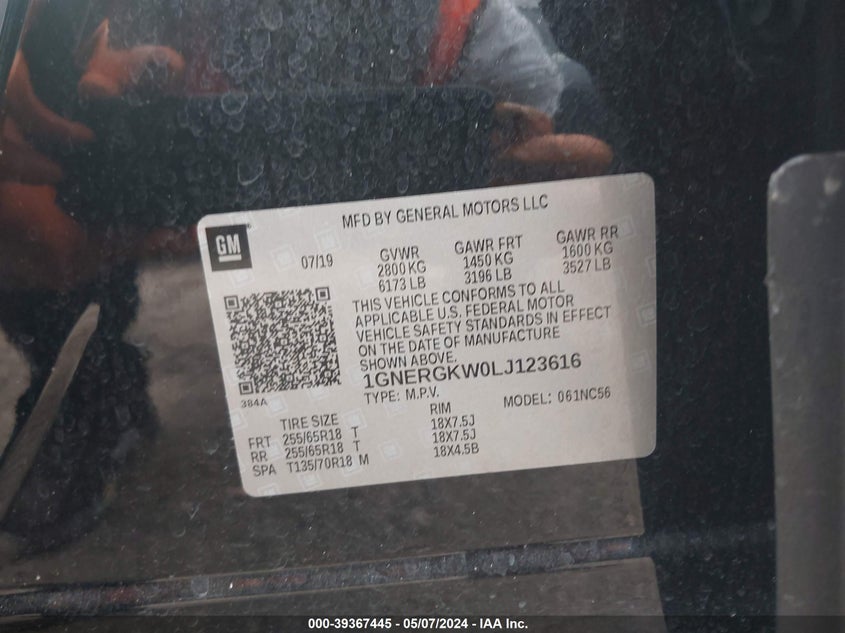 MFD BY GENERAL MOTORS LLC
GM
07/19
GVWR GAWR FRT GAWR RR
2800 KG 1450 KG 1600 KG
6173 LB 3196 LB 3527 LB
THIS VEHICLE CONFORMS TO ALL
APPLICABLE U.S. FEDERAL MOTOR
VEHICLE SAFETY STANDARDS IN EFFECT
ON THE DATE OF MANUFACTURE
SHOWN ABOVE.
384A
1GNERGKW0LJ123616
TYPE: M.P.V. MODEL: 061NC56
TIRE SIZE RIM
FRT 255/65R18 T 18X7.5J
RR 255/65R18 T 18X7.5J
SPA T135/70R18 M 18X4.5B
000-39367445 - 05/07/2024 - IAA Inc.